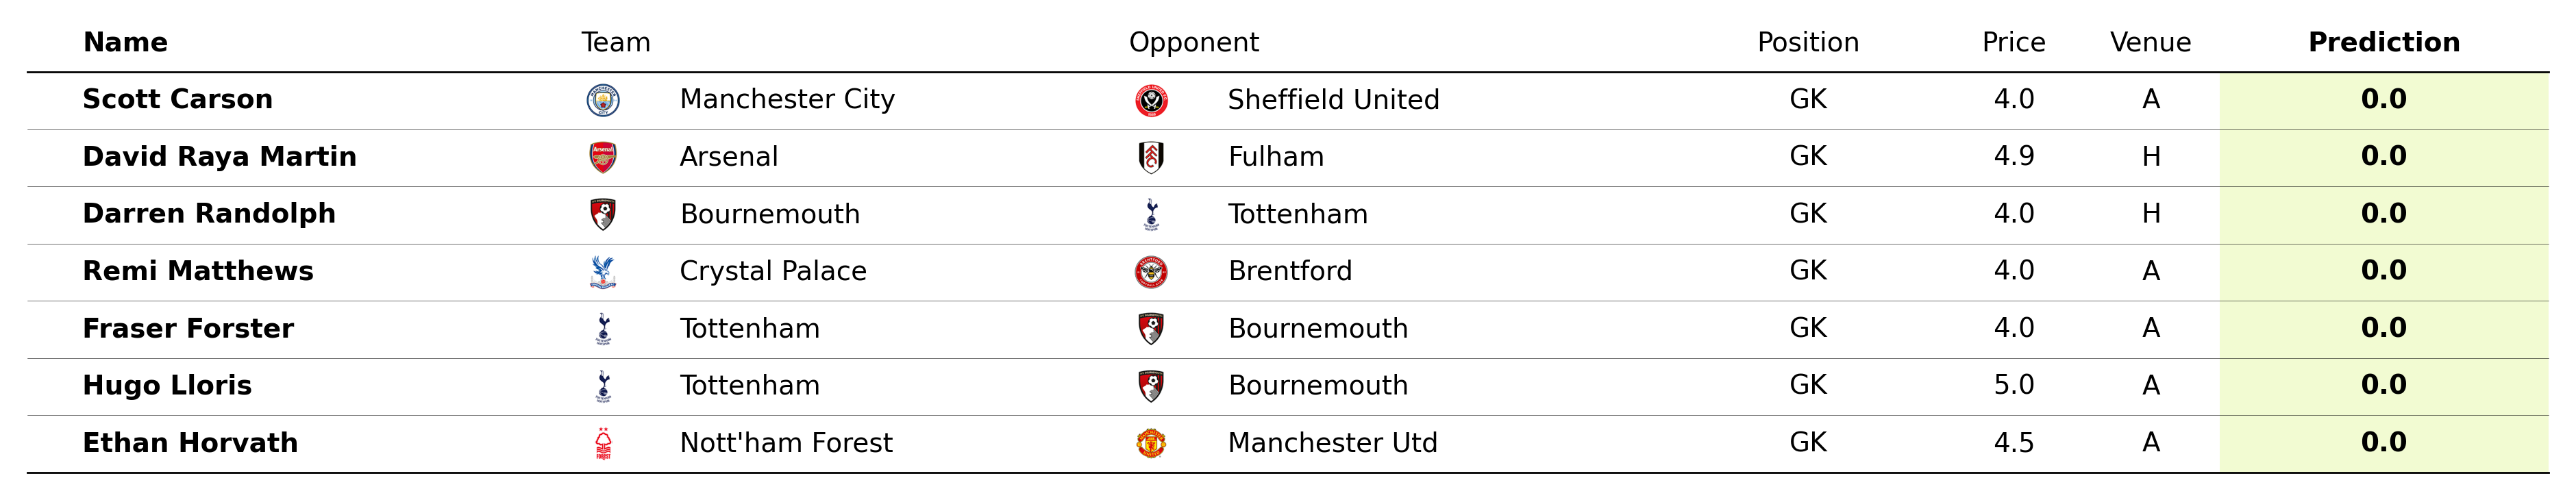 Name Team Opponent Position Price Venue Prediction
Scott Carson Manchester City Sheffield United GK 4.0 A 0.0
David Raya Martin Arsenal Fulham GK 4.9 H 0.0
Darren Randolph Bournemouth Tottenham GK 4.0 H 0.0
Remi Matthews Crystal Palace Brentford GK 4.0 A 0.0
Fraser Forster Tottenham Bournemouth GK 4.0 A 0.0
Hugo Lloris Tottenham Bournemouth GK 5.0 A 0.0
Ethan Horvath Nott'ham Forest Manchester Utd GK 4.5 A 0.0